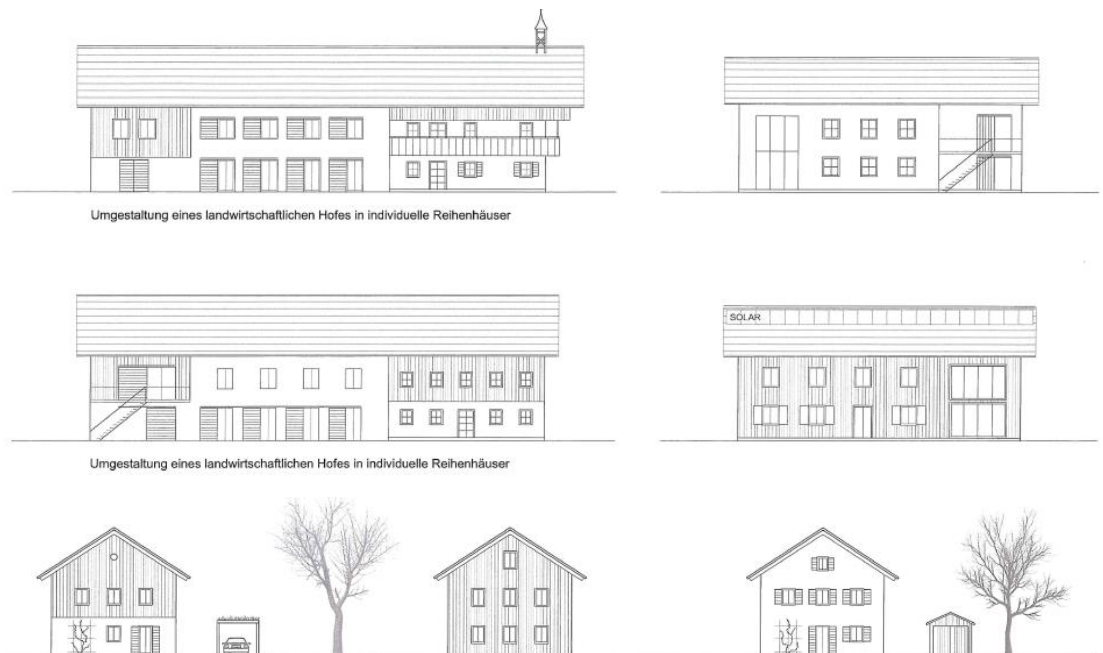 Umgestaltung eines landwirtschaftlichen Hofes in individuelle Reihenhäuser
SOLAR
Umgestaltung eines landwirtschaftlichen Hofes in individuelle Reihenhäuser